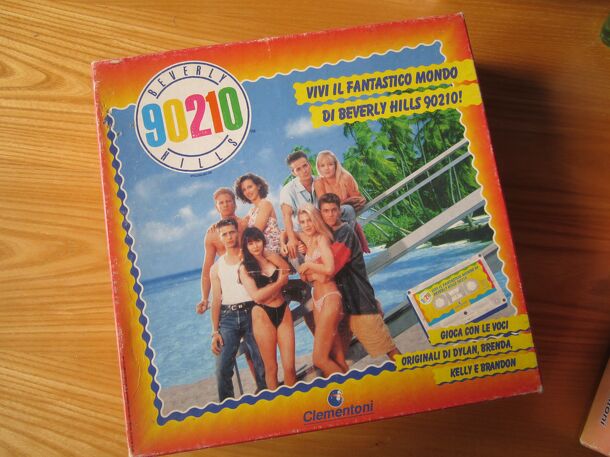 BEVERLY
90210
HILLS
VIVI IL FANTASTICO MONDO
DI BEVERLY HILLS 90210!
90210
GIOCA CON LE VOCI
ORIGINALI DI DYLAN, BRENDA,
KELLY E BRANDON
Clementoni